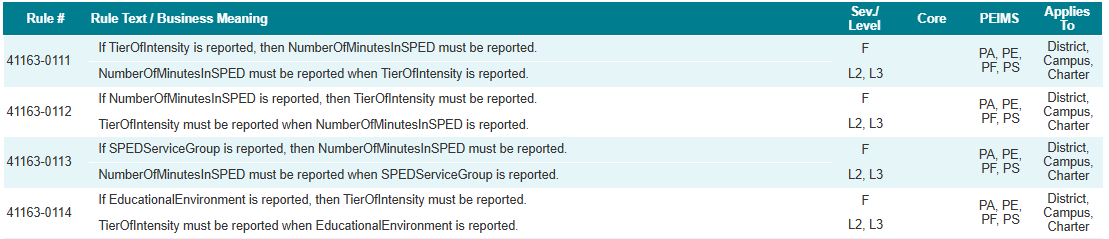 Rule # Rule Text / Business Meaning Sev./ Level Core PEIMS Applies To
41163-0111 If TierOfIntensity is reported, then NumberOfMinutesInSPED must be reported. F PA, PE, PF, PS District, Campus, Charter
NumberOfMinutesInSPED must be reported when TierOfIntensity is reported. L2, L3
41163-0112 If NumberOfMinutesInSPED is reported, then TierOfIntensity must be reported. F PA, PE, PF, PS District, Campus, Charter
TierOfIntensity must be reported when NumberOfMinutesInSPED is reported. L2, L3
41163-0113 If SPEDServiceGroup is reported, then NumberOfMinutesInSPED must be reported. F PA, PE, PF, PS District, Campus, Charter
NumberOfMinutesInSPED must be reported when SPEDServiceGroup is reported. L2, L3
41163-0114 If EducationalEnvironment is reported, then TierOfIntensity must be reported. F PA, PE, PF, PS District, Campus, Charter
TierOfIntensity must be reported when EducationalEnvironment is reported. L2, L3